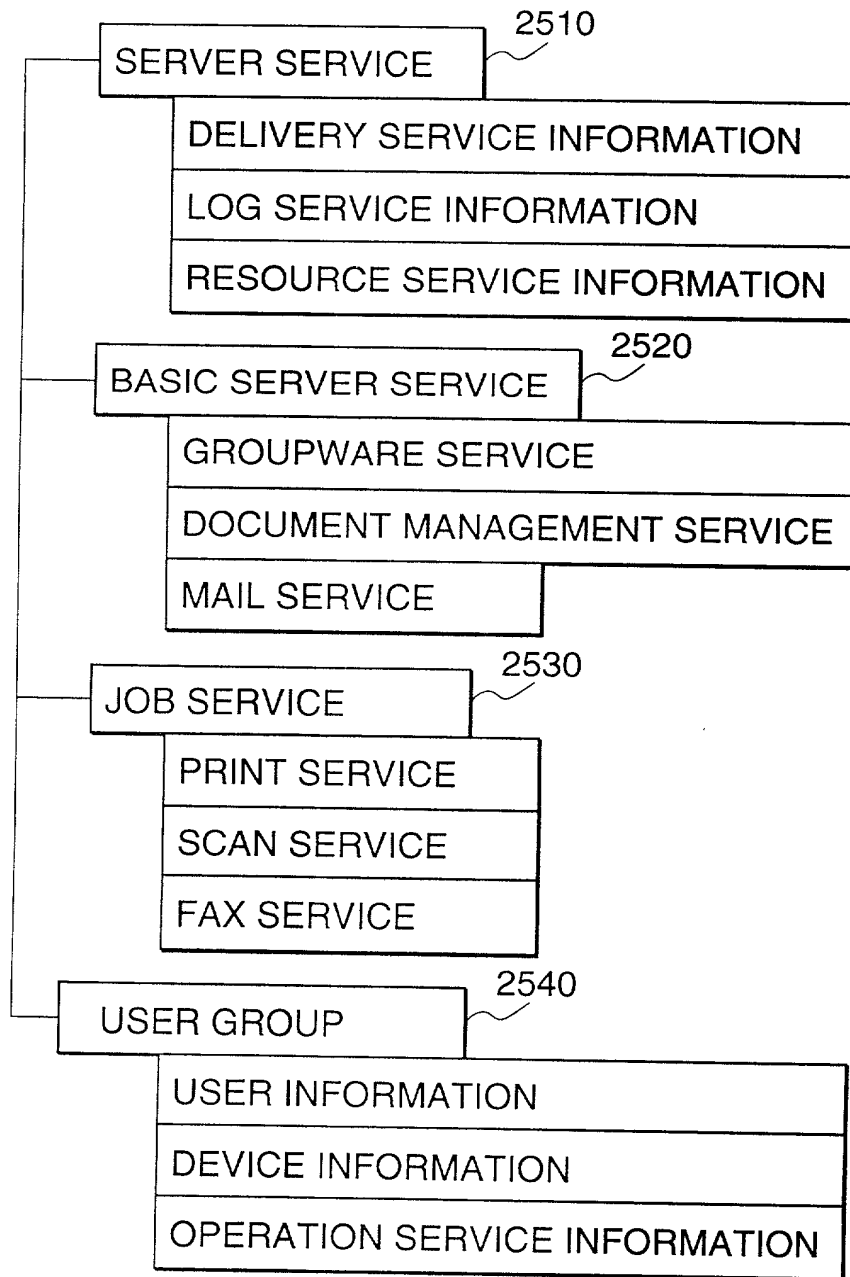 2510
SERVER SERVICE
DELIVERY SERVICE INFORMATION
LOG SERVICE INFORMATION
RESOURCE SERVICE INFORMATION
2520
BASIC SERVER SERVICE
GROUPWARE SERVICE
DOCUMENT MANAGEMENT SERVICE
MAIL SERVICE
2530
JOB SERVICE
PRINT SERVICE
SCAN SERVICE
FAX SERVICE
2540
USER GROUP
USER INFORMATION
DEVICE INFORMATION
OPERATION SERVICE INFORMATION